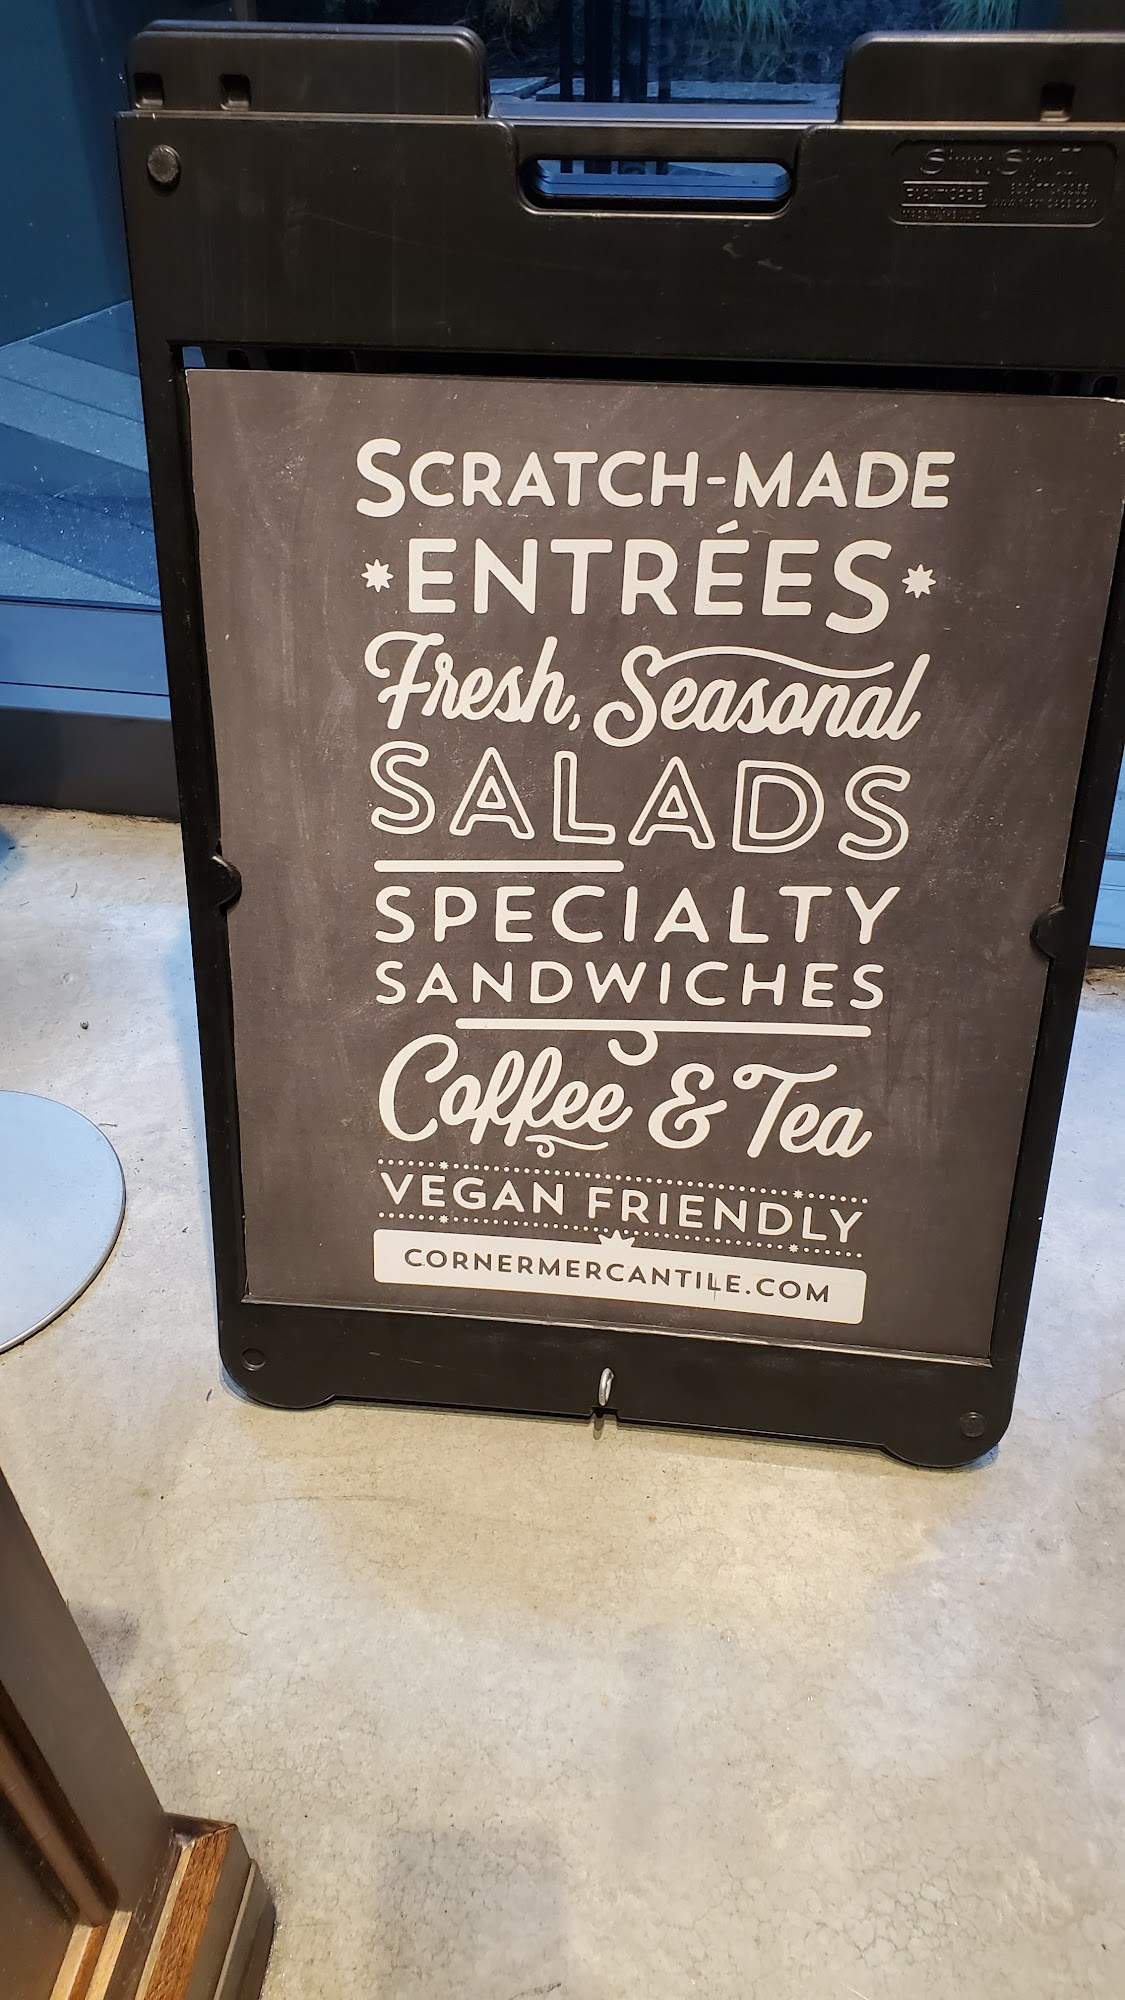 SCRATCH-MADE
ENTRÉES
Fresh, Seasonal
SALADS
SPECIALTY
SANDWICHES
Coffee & Tea
VEGAN FRIENDLY
CORNERMERCANTILE.COM